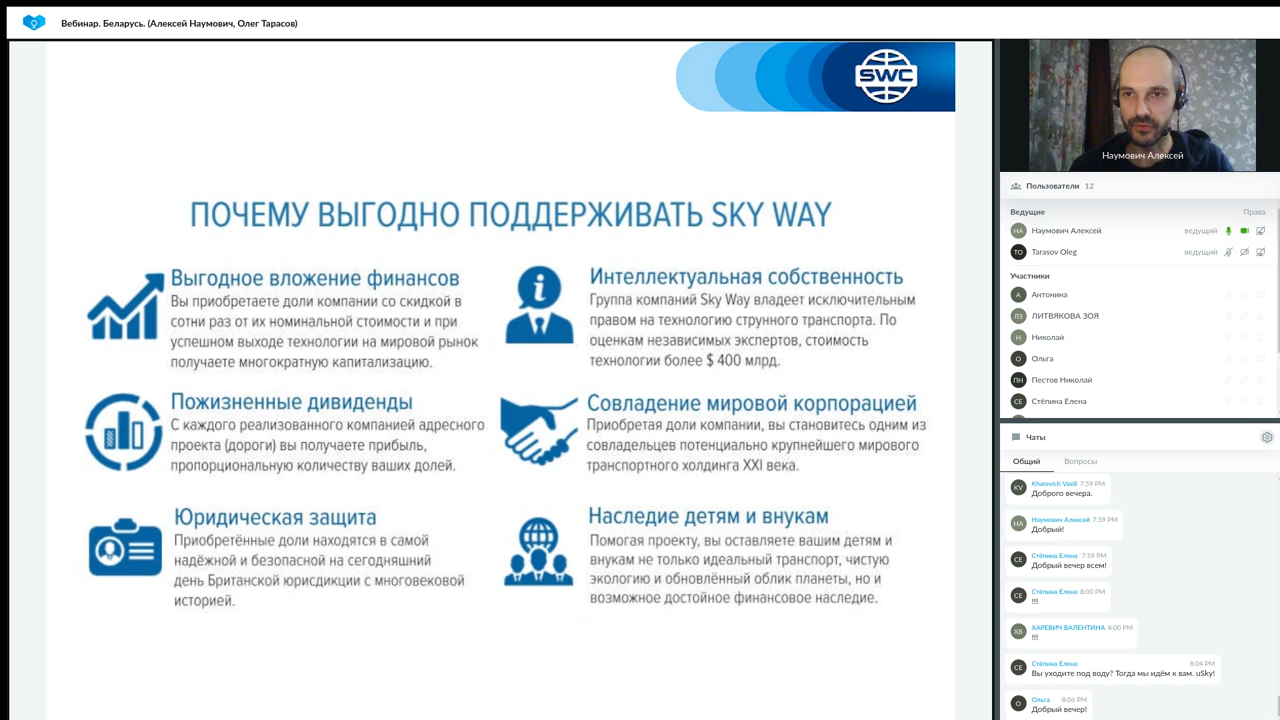 Вебинар. Беларусь. (Алексей Наумович, Олег Тарасов)
SWC
ПОЧЕМУ ВЫГОДНО ПОДДЕРЖИВАТЬ SKY WAY
Выгодное вложение финансов
Вы приобретаете доли компании со скидкой в
сотни раз от их номинальной стоимости и при
успешном выходе технологии на мировой рынок
получаете многократную капитализацию.
Интеллектуальная собственность
Группа компаний Sky Way владеет исключительным
правом на технологию струнного транспорта. По
оценкам независимых экспертов, стоимость
технологии более $ 400 млрд.
Пожизненные дивиденды
С каждого реализованного компанией адресного
проекта (дороги) вы получаете прибыль,
пропорциональную количеству ваших долей.
Совладение мировой корпорацией
Приобретая доли компании, вы становитесь одним из
совладельцев потенциально крупнейшего мирового
транспортного холдинга XXI века.
Юридическая защита
Приобретённые доли находятся в самой
надёжной и безопасной на сегодняший
день Британской юрисдикции с многовековой
историей.
Наследие детям и внукам
Помогая проекту, вы оставляете вашим детям и
внукам не только идеальный транспорт, чистую
экологию и обновлённый облик планеты, но и
возможное достойное финансовое наследие.
Наумович Алексей
Пользователи 12
Ведущие Права
НА Наумович Алексей ведущий
TO Tarasov Oleg ведущий
Участники
А Антонина
ЛЗ ЛИТВЯКОВА ЗОЯ
Н Николай
О Ольга
ПН Пестов Николай
СЕ Стёпина Елена
Чаты
Общий Вопросы
KV Kharevich Vasili 7:59 PM
Доброго вечера.
НА Наумович Алексей 7:59 PM
Добрый!
СЕ Стёпина Елена 7:59 PM
Добрый вечер всем!
СЕ Стёпина Елена 8:00 PM
!!!
ХВ ХАРЕВИЧ ВАЛЕНТИНА 8:00 PM
!!!
СЕ Стёпина Елена 8:04 PM
Вы уходите под воду? Тогда мы идём к вам. uSky!
О Ольга 8:06 PM
Добрый вечер!